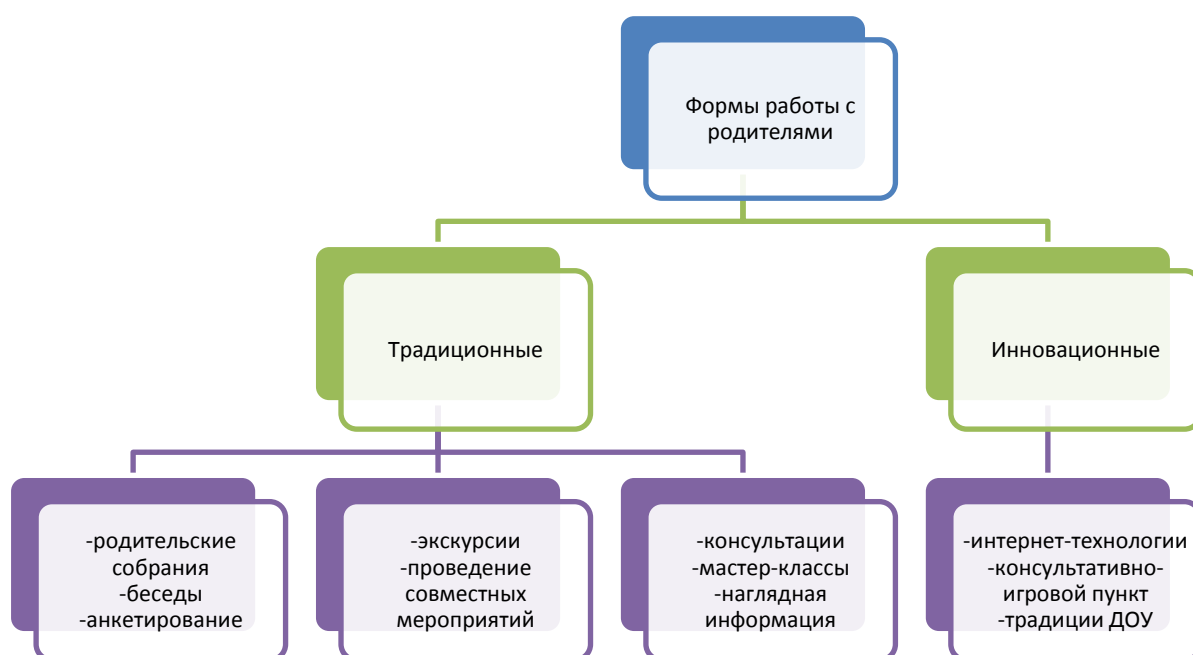 Формы работы с
родителями
Традиционные
Инновационные
-родительские
собрания
-беседы
-анкетирование
-экскурсии
-проведение
совместных
мероприятий
-консультации
-мастер-классы
-наглядная
информация
-интернет-технологии
-консультативно-
игровой пункт
-традиции ДОУ